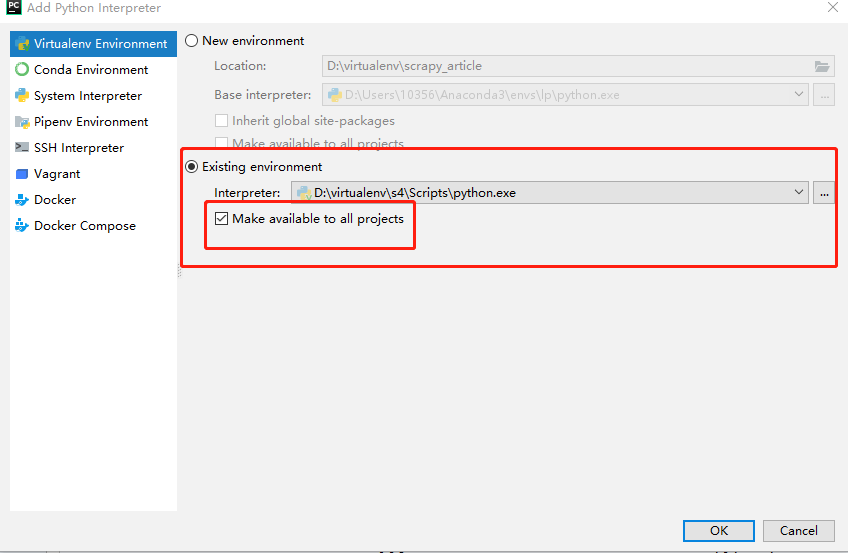 PC Add Python Interpreter
Virtualenv Environment
Conda Environment
System Interpreter
Pipenv Environment
SSH Interpreter
Vagrant
Docker
Docker Compose
New environment
Location: D:\virtualenv\scrapy_article
Base interpreter: D:\Users\10356\Anaconda3\envs\lp\python.exe ...
Inherit global site-packages
Make available to all projects
Existing environment
Interpreter: D:\virtualenv\s4\Scripts\python.exe ...
Make available to all projects
OK Cancel